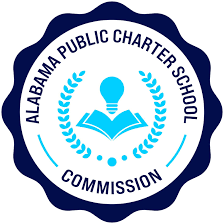 ALABAMA PUBLIC CHARTER SCHOOL
COMMISSION